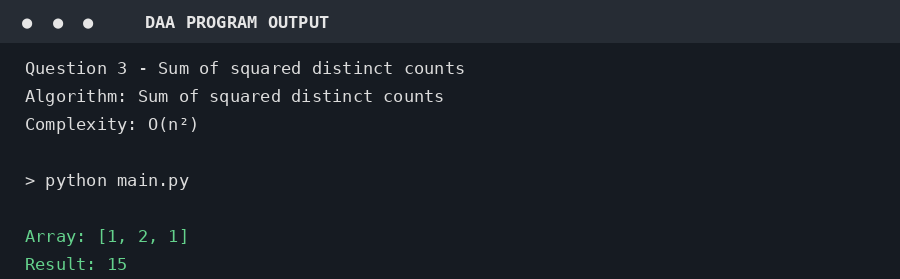 DAA PROGRAM OUTPUT
Question 3 - Sum of squared distinct counts
Algorithm: Sum of squared distinct counts
Complexity: O(n²)
> python main.py
Array: [1, 2, 1]
Result: 15